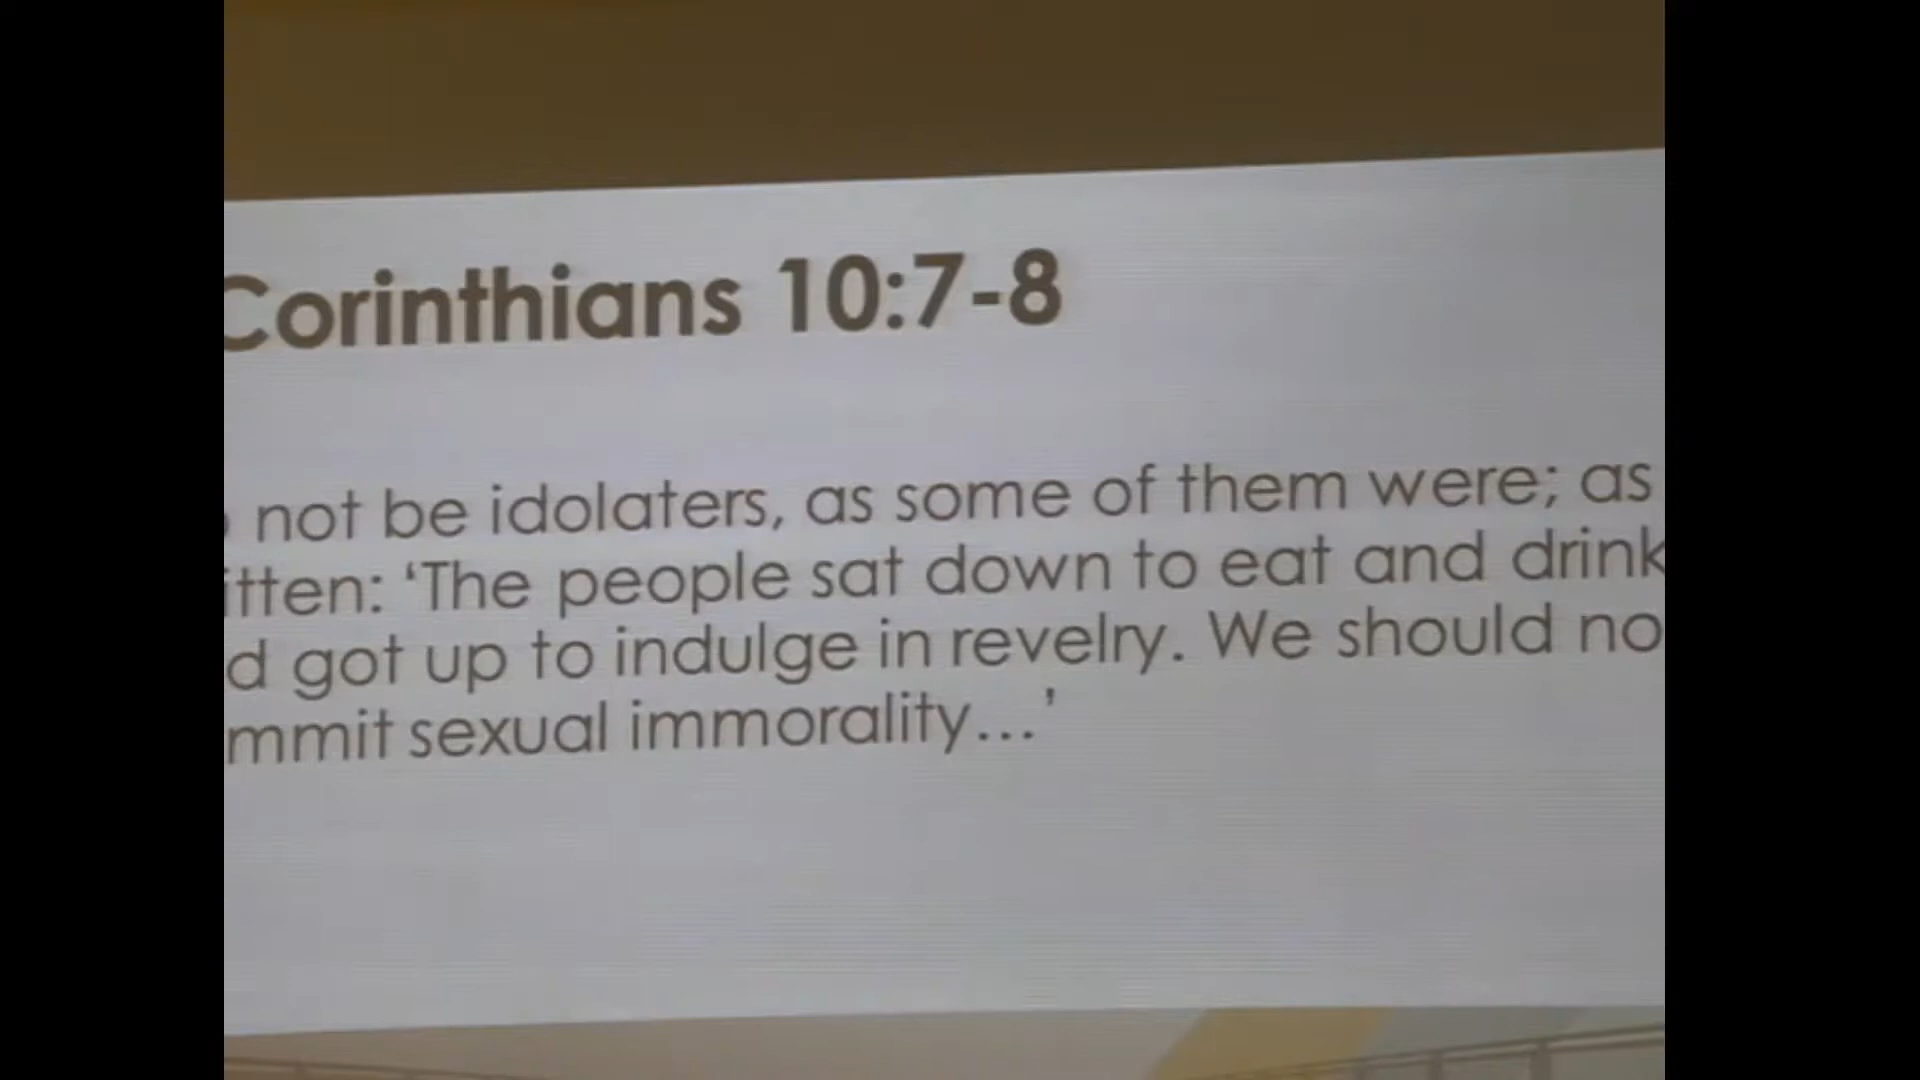 Corinthians 10:7-8
not be idolaters, as some of them were; as
itten: ‘The people sat down to eat and drink
d got up to indulge in revelry. We should no
mmit sexual immorality...’